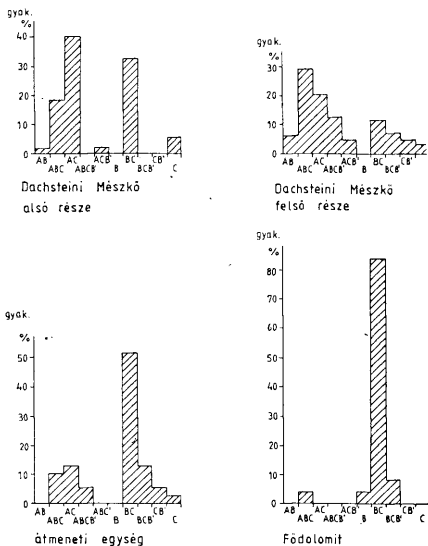 gyak.
%
40
30
20
10
0
AB AC ACB' BC CB'
ABC ABCB' B BCB' C
Dachsteini Mészkő
alsó része
gyak.
%
30
20
10
0
AB AC ACB' BC CB'
ABC ABCB' B BCB' C
Dachsteini Mészkő
felső része
gyak.
%
50
40
30
20
10
0
AB AC ABC' BC CB'
ABC ABCB' B BCB' C
átmeneti egység
gyak.
%
80
70
60
50
40
30
20
10
0
AB AC ACB' BC CB'
ABC ABCB' B BCB' C
Fődolomit